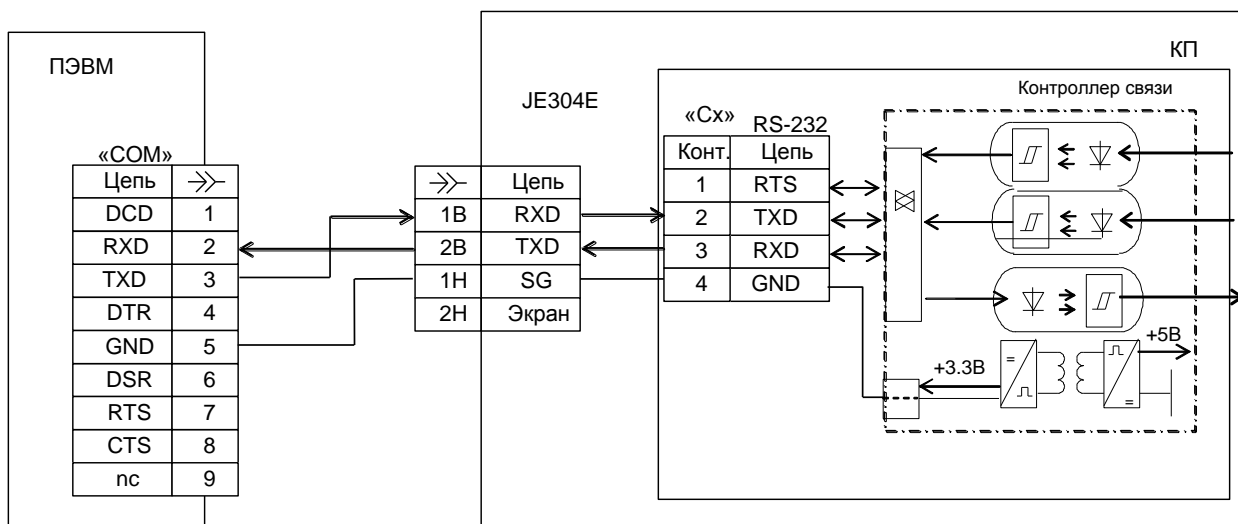 ПЭВМ
«COM»
Цепь
DCD 1
RXD 2
TXD 3
DTR 4
GND 5
DSR 6
RTS 7
CTS 8
nc 9
JE304E
Цепь
1В RXD
2В TXD
1Н SG
2Н Экран
КП
«Сх» RS-232
Конт. Цепь
1 RTS
2 TXD
3 RXD
4 GND
Контроллер связи
+5В
+3.3В